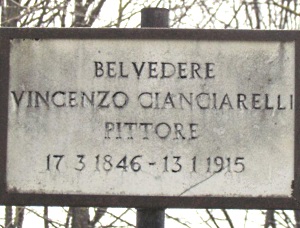 BELVEDERE
VINCENZO CIANCIARELLI
PITTORE
17 3 1846 - 13 1 1915